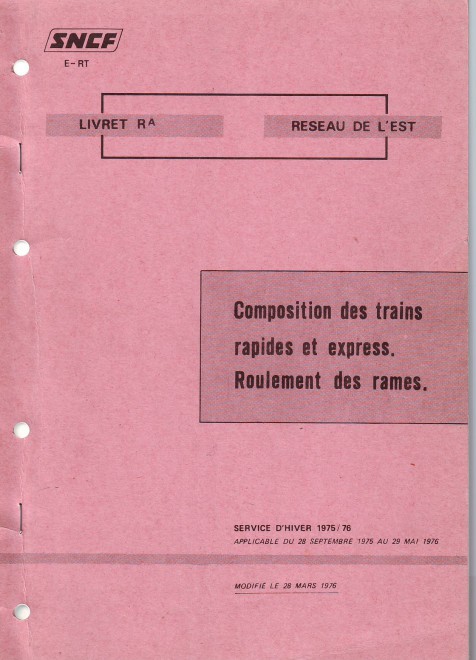 SNCF
E-RT
LIVRET RA
RESEAU DE L'EST
Composition des trains
rapides et express.
Roulement des rames.
SERVICE D'HIVER 1975/76
APPLICABLE DU 28 SEPTEMBRE 1975 AU 29 MAI 1976
MODIFIÉ LE 28 MARS 1976